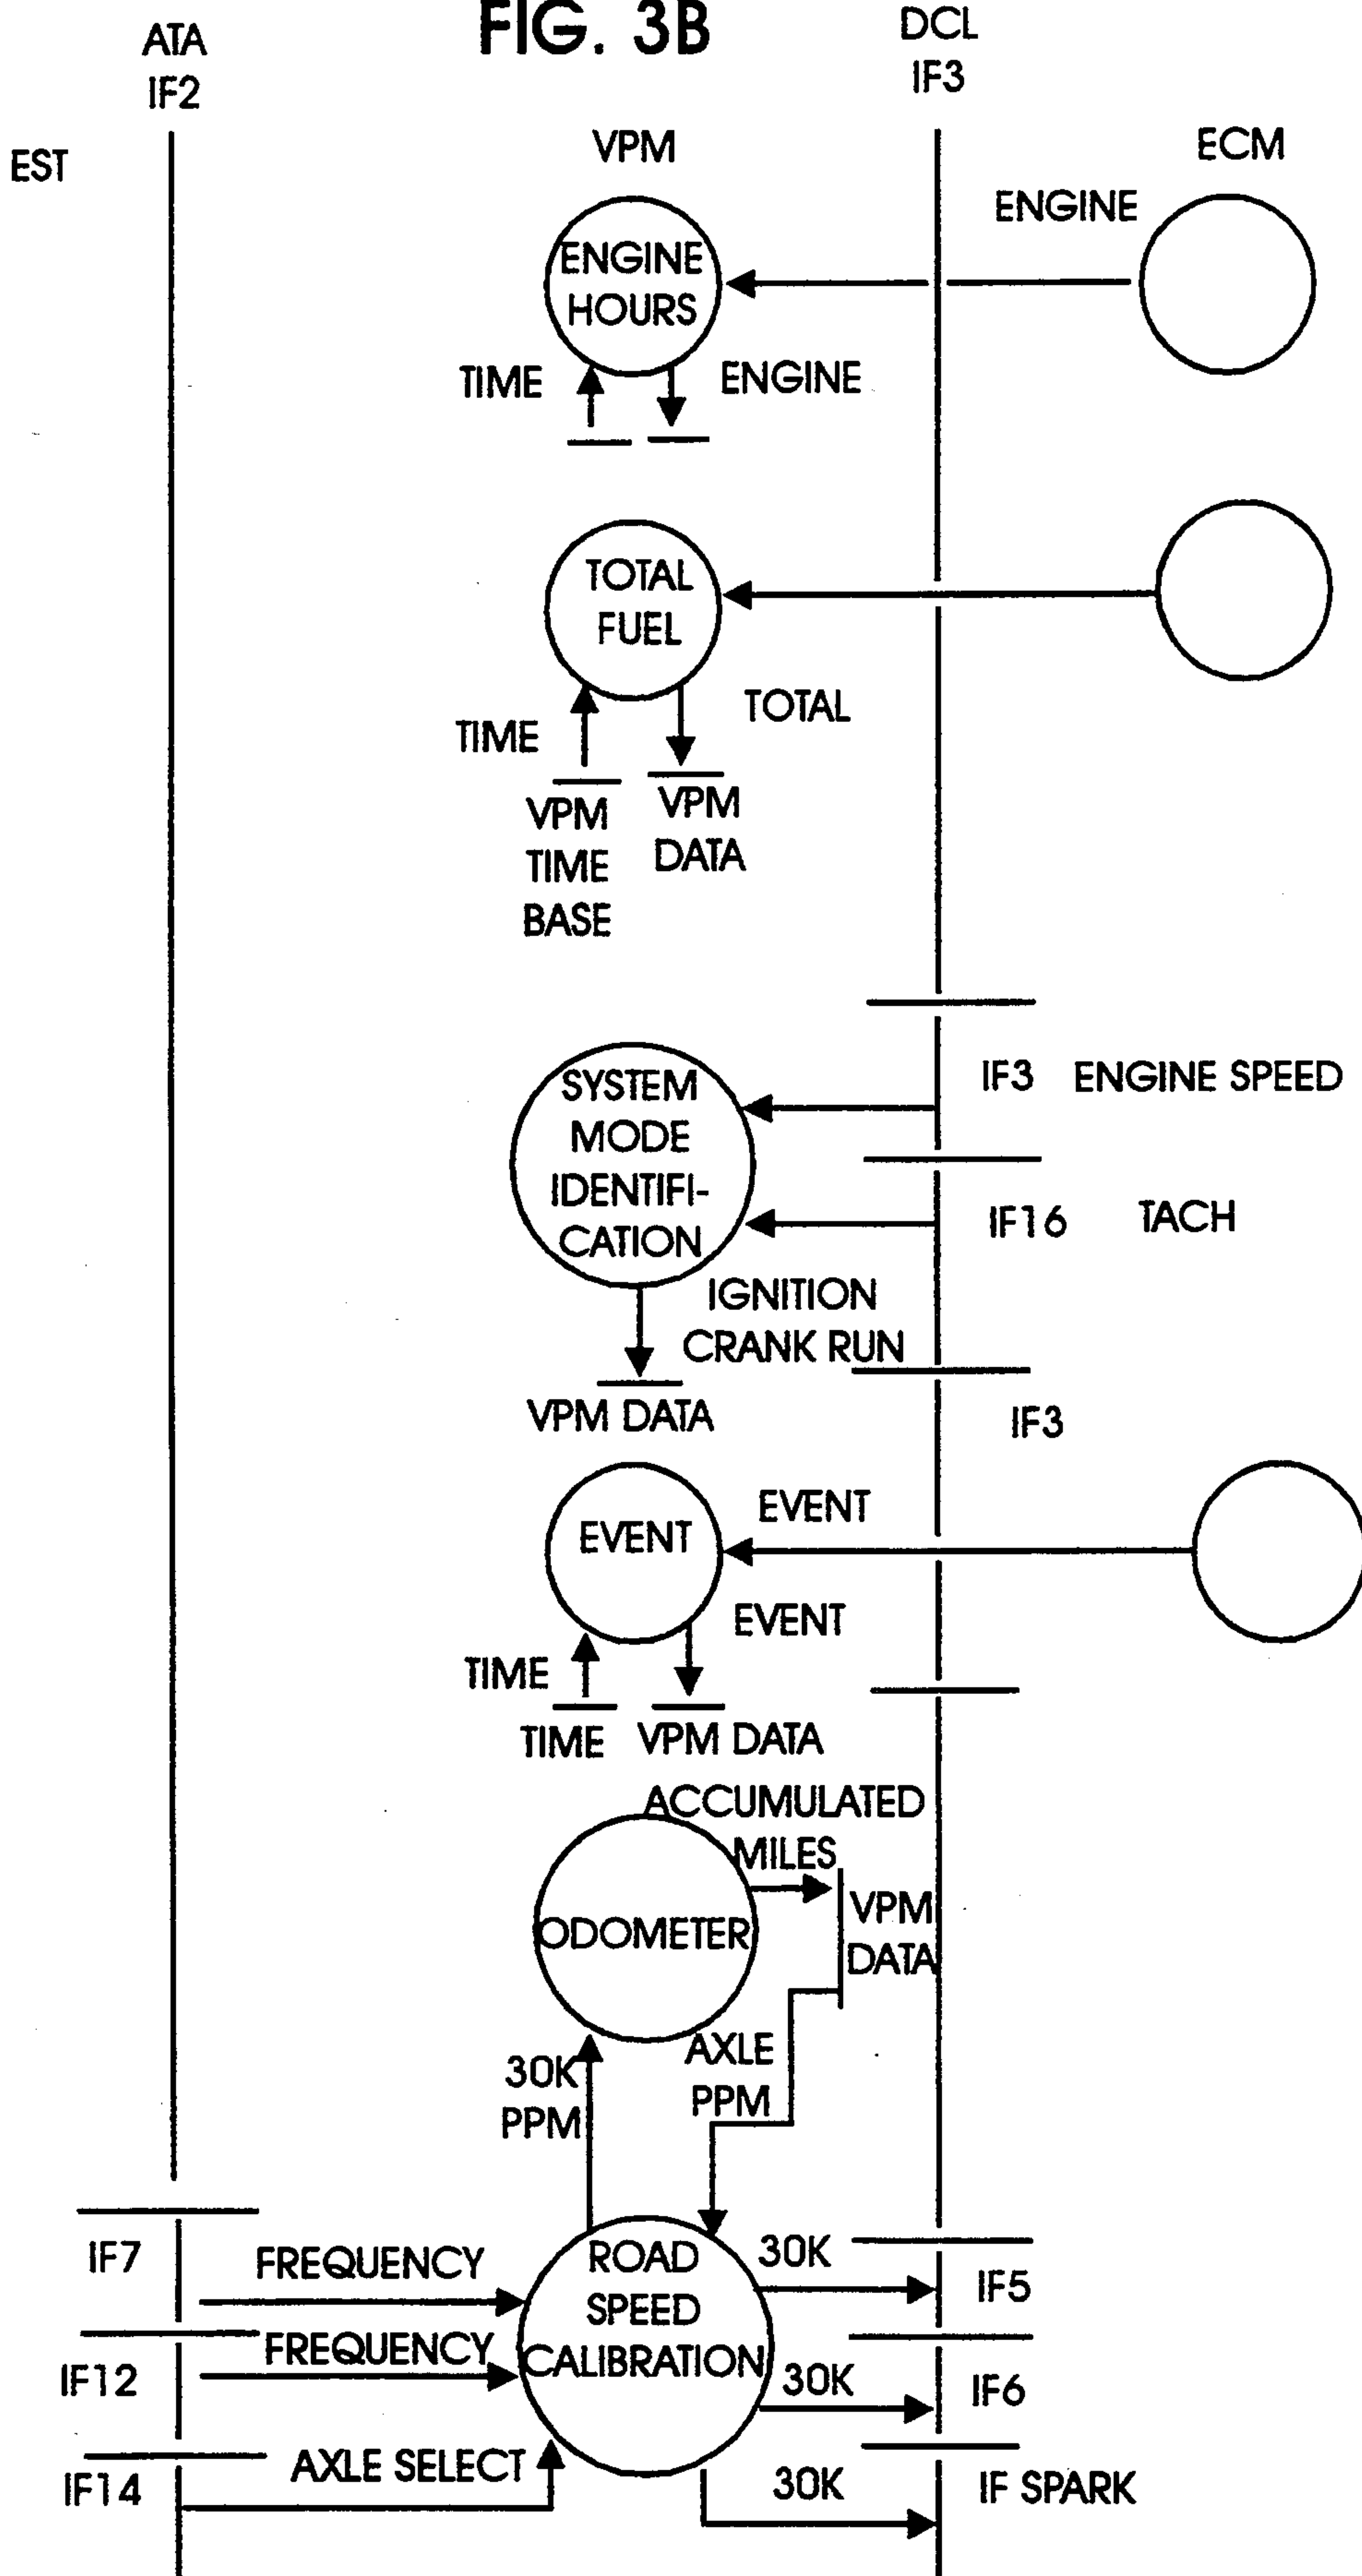 FIG. 3B
ATA
IF2
DCL
IF3
EST
VPM
ECM
ENGINE
HOURS
ENGINE
TIME
ENGINE
TOTAL
FUEL
TOTAL
TIME
VPM
TIME
BASE
VPM
DATA
SYSTEM
MODE
IDENTIFI-
CATION
IF3 ENGINE SPEED
IF16 TACH
IGNITION
CRANK RUN
VPM DATA
IF3
EVENT
EVENT
EVENT
TIME
TIME
VPM DATA
ACCUMULATED
MILES
ODOMETER
VPM
DATA
30K
PPM
AXLE
PPM
ROAD
SPEED
CALIBRATION
IF7
FREQUENCY
30K
IF5
IF12
FREQUENCY
30K
IF6
IF14
AXLE SELECT
30K
IF SPARK